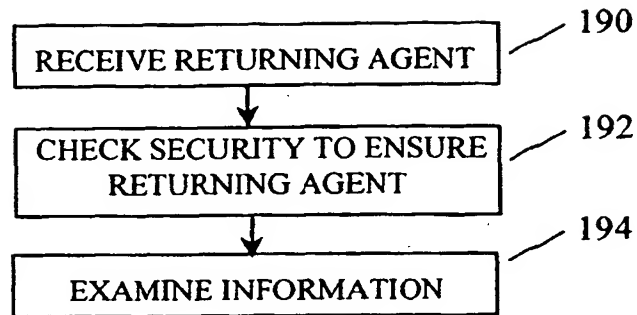 190
RECEIVE RETURNING AGENT
192
CHECK SECURITY TO ENSURE
RETURNING AGENT
194
EXAMINE INFORMATION